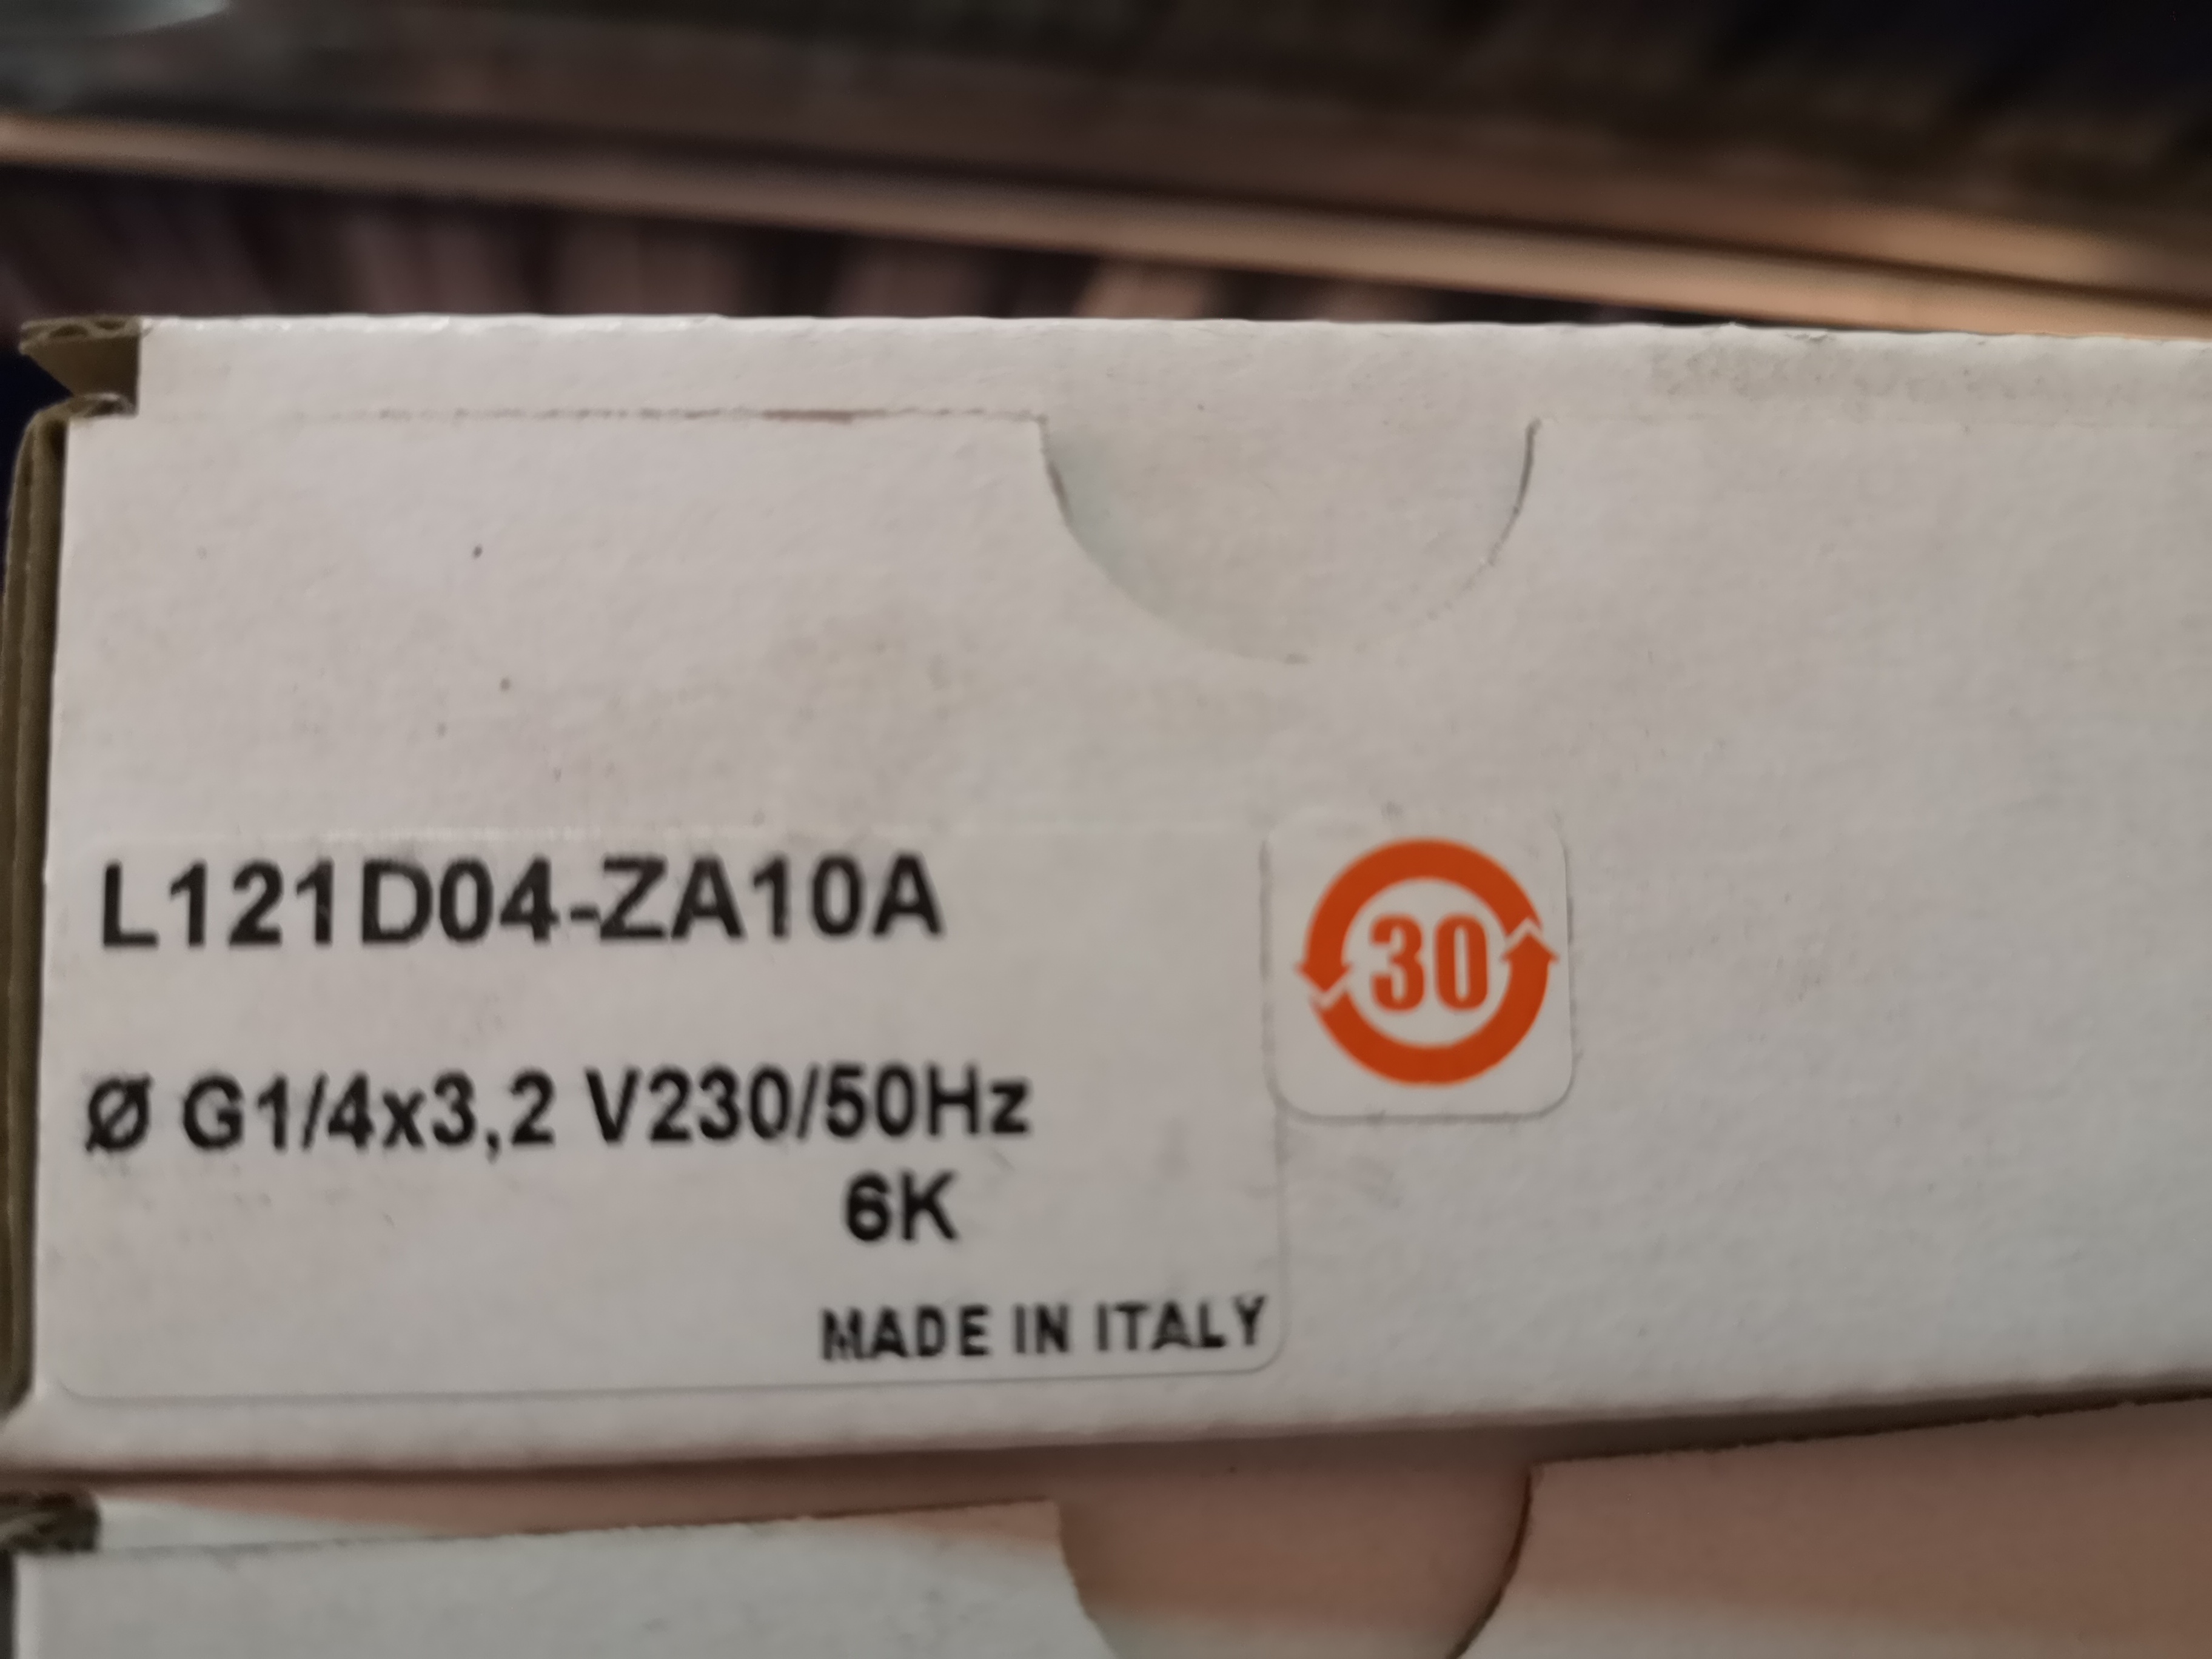 L121D04-ZA10A
30
Ø G1/4x3,2 V230/50Hz
6K
MADE IN ITALY